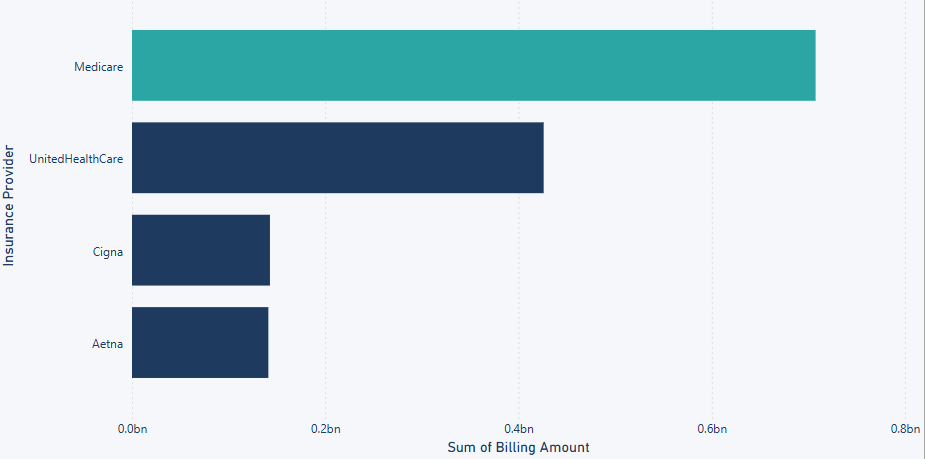 Insurance Provider
Medicare
UnitedHealthCare
Cigna
Aetna
0.0bn 0.2bn 0.4bn 0.6bn 0.8bn
Sum of Billing Amount